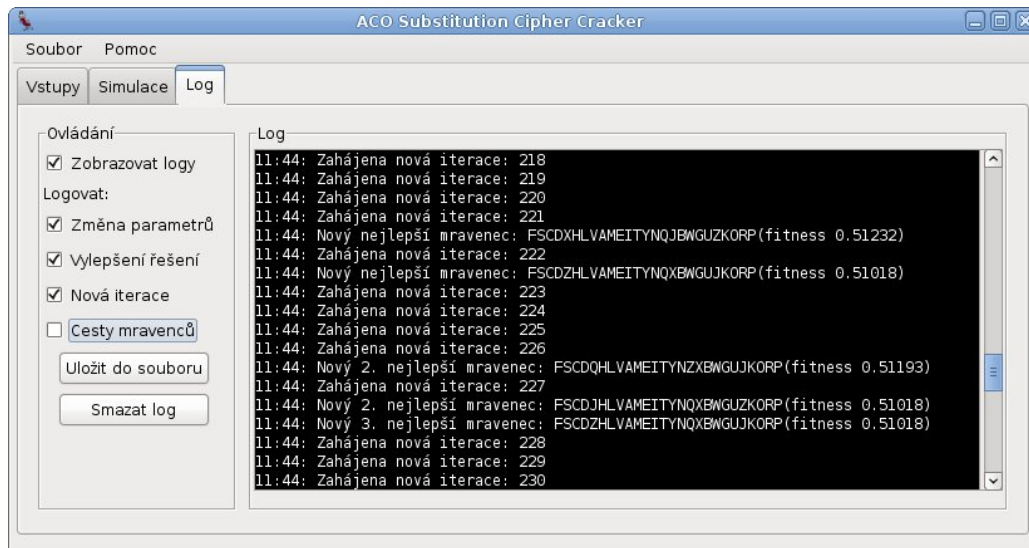 ACO Substitution Cipher Cracker
Soubor Pomoc
Vstupy Simulace Log
Ovládání
Zobrazovat logy
Logovat:
Změna parametrů
Vylepšení řešení
Nová iterace
Cesty mravenců
Uložit do souboru
Smazat log
Log
11:44: Zahájena nová iterace: 218
11:44: Zahájena nová iterace: 219
11:44: Zahájena nová iterace: 220
11:44: Zahájena nová iterace: 221
11:44: Nový nejlepší mravenec: FSCDXHLVAMEITYNQJBWGUZKORP(fitness 0.51232)
11:44: Zahájena nová iterace: 222
11:44: Nový nejlepší mravenec: FSCDZHLVAMEITYNQXBWGUJKORP(fitness 0.51018)
11:44: Zahájena nová iterace: 223
11:44: Zahájena nová iterace: 224
11:44: Zahájena nová iterace: 225
11:44: Zahájena nová iterace: 226
11:44: Nový 2. nejlepší mravenec: FSCDQHLVAMEITYNZXBWGUJKORP(fitness 0.51193)
11:44: Zahájena nová iterace: 227
11:44: Nový 2. nejlepší mravenec: FSCDJHLVAMEITYNQXBWGUZKORP(fitness 0.51018)
11:44: Nový 3. nejlepší mravenec: FSCDZHLVAMEITYNQXBWGUJKORP(fitness 0.51018)
11:44: Zahájena nová iterace: 228
11:44: Zahájena nová iterace: 229
11:44: Zahájena nová iterace: 230